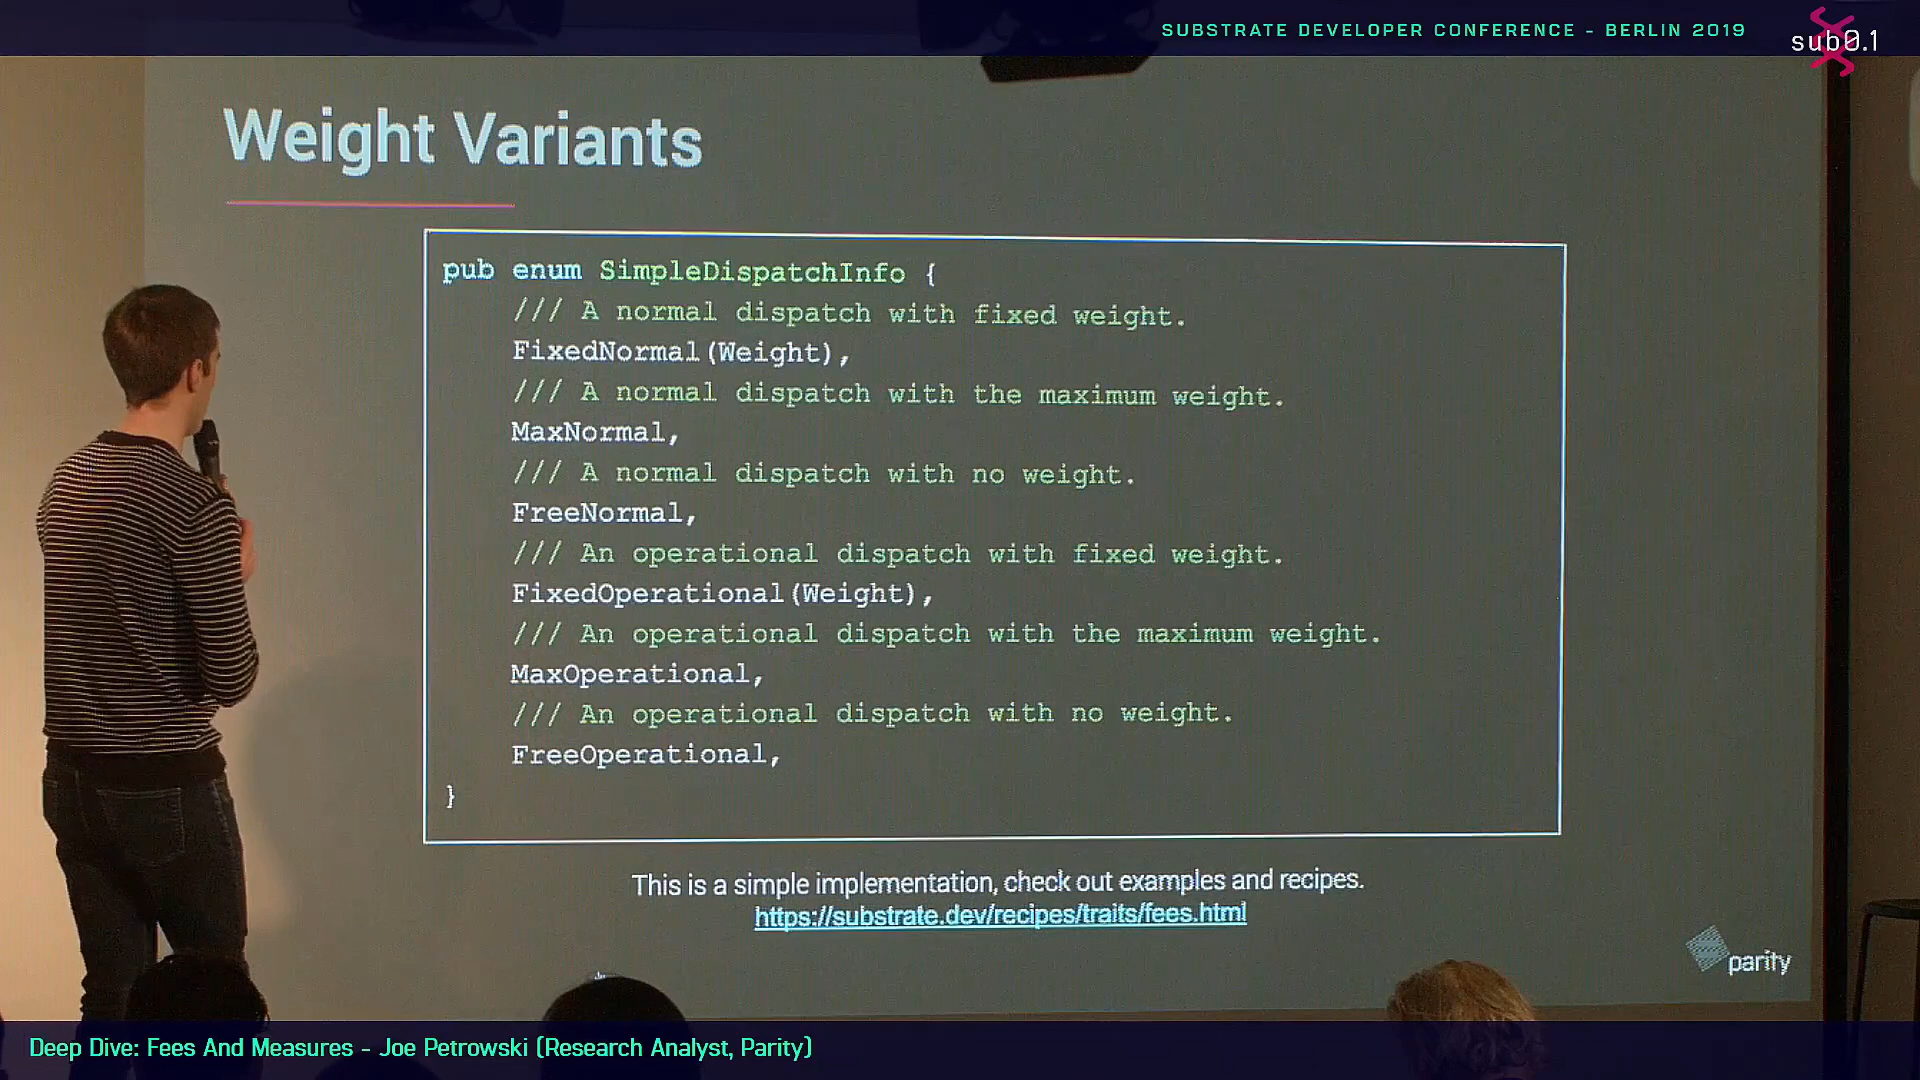 SUBSTRATE DEVELOPER CONFERENCE - BERLIN 2019
sub0.1
Weight Variants
pub enum SimpleDispatchInfo {
/// A normal dispatch with fixed weight.
FixedNormal(Weight),
/// A normal dispatch with the maximum weight.
MaxNormal,
/// A normal dispatch with no weight.
FreeNormal,
/// An operational dispatch with fixed weight.
FixedOperational(Weight),
/// An operational dispatch with the maximum weight.
MaxOperational,
/// An operational dispatch with no weight.
FreeOperational,
}
This is a simple implementation, check out examples and recipes.
https://substrate.dev/recipes/traits/fees.html
parity
Deep Dive: Fees And Measures - Joe Petrowski (Research Analyst, Parity)